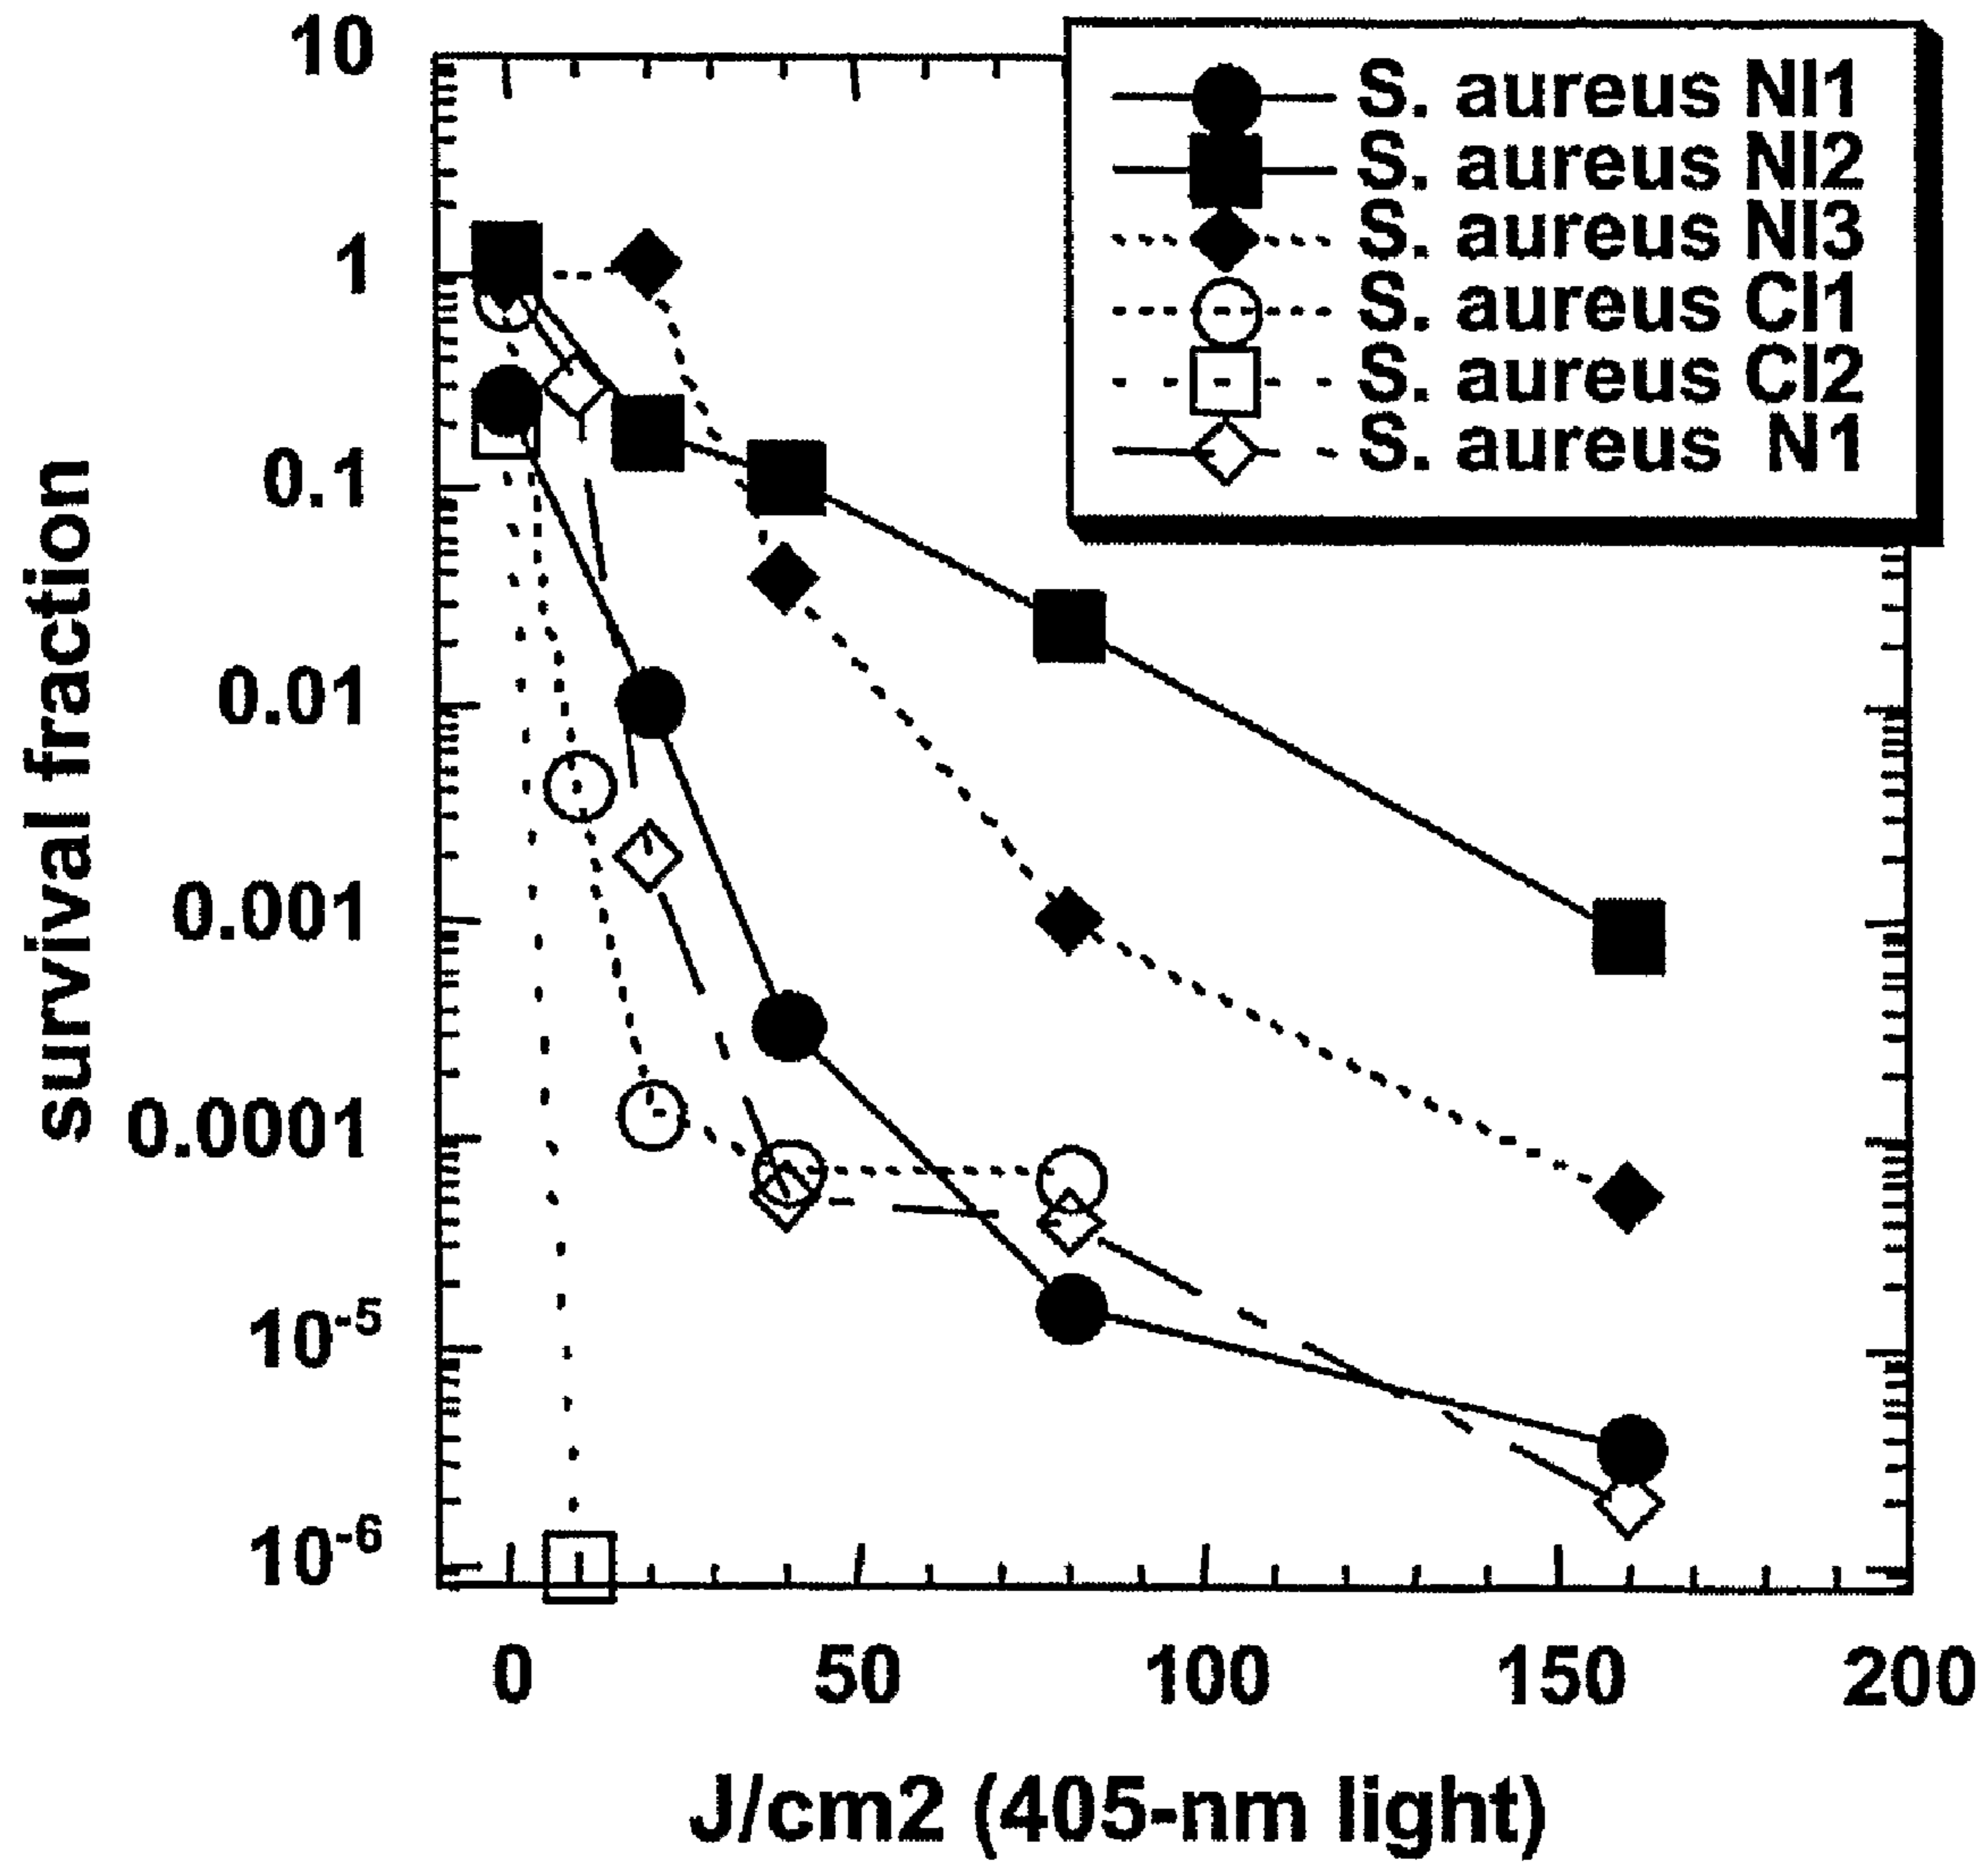 10
1
0.1
0.01
0.001
0.0001
10-5
10-6
survival fraction
S. aureus NI1
S. aureus NI2
S. aureus NI3
S. aureus CI1
S. aureus CI2
S. aureus N1
0 50 100 150 200
J/cm2 (405-nm light)